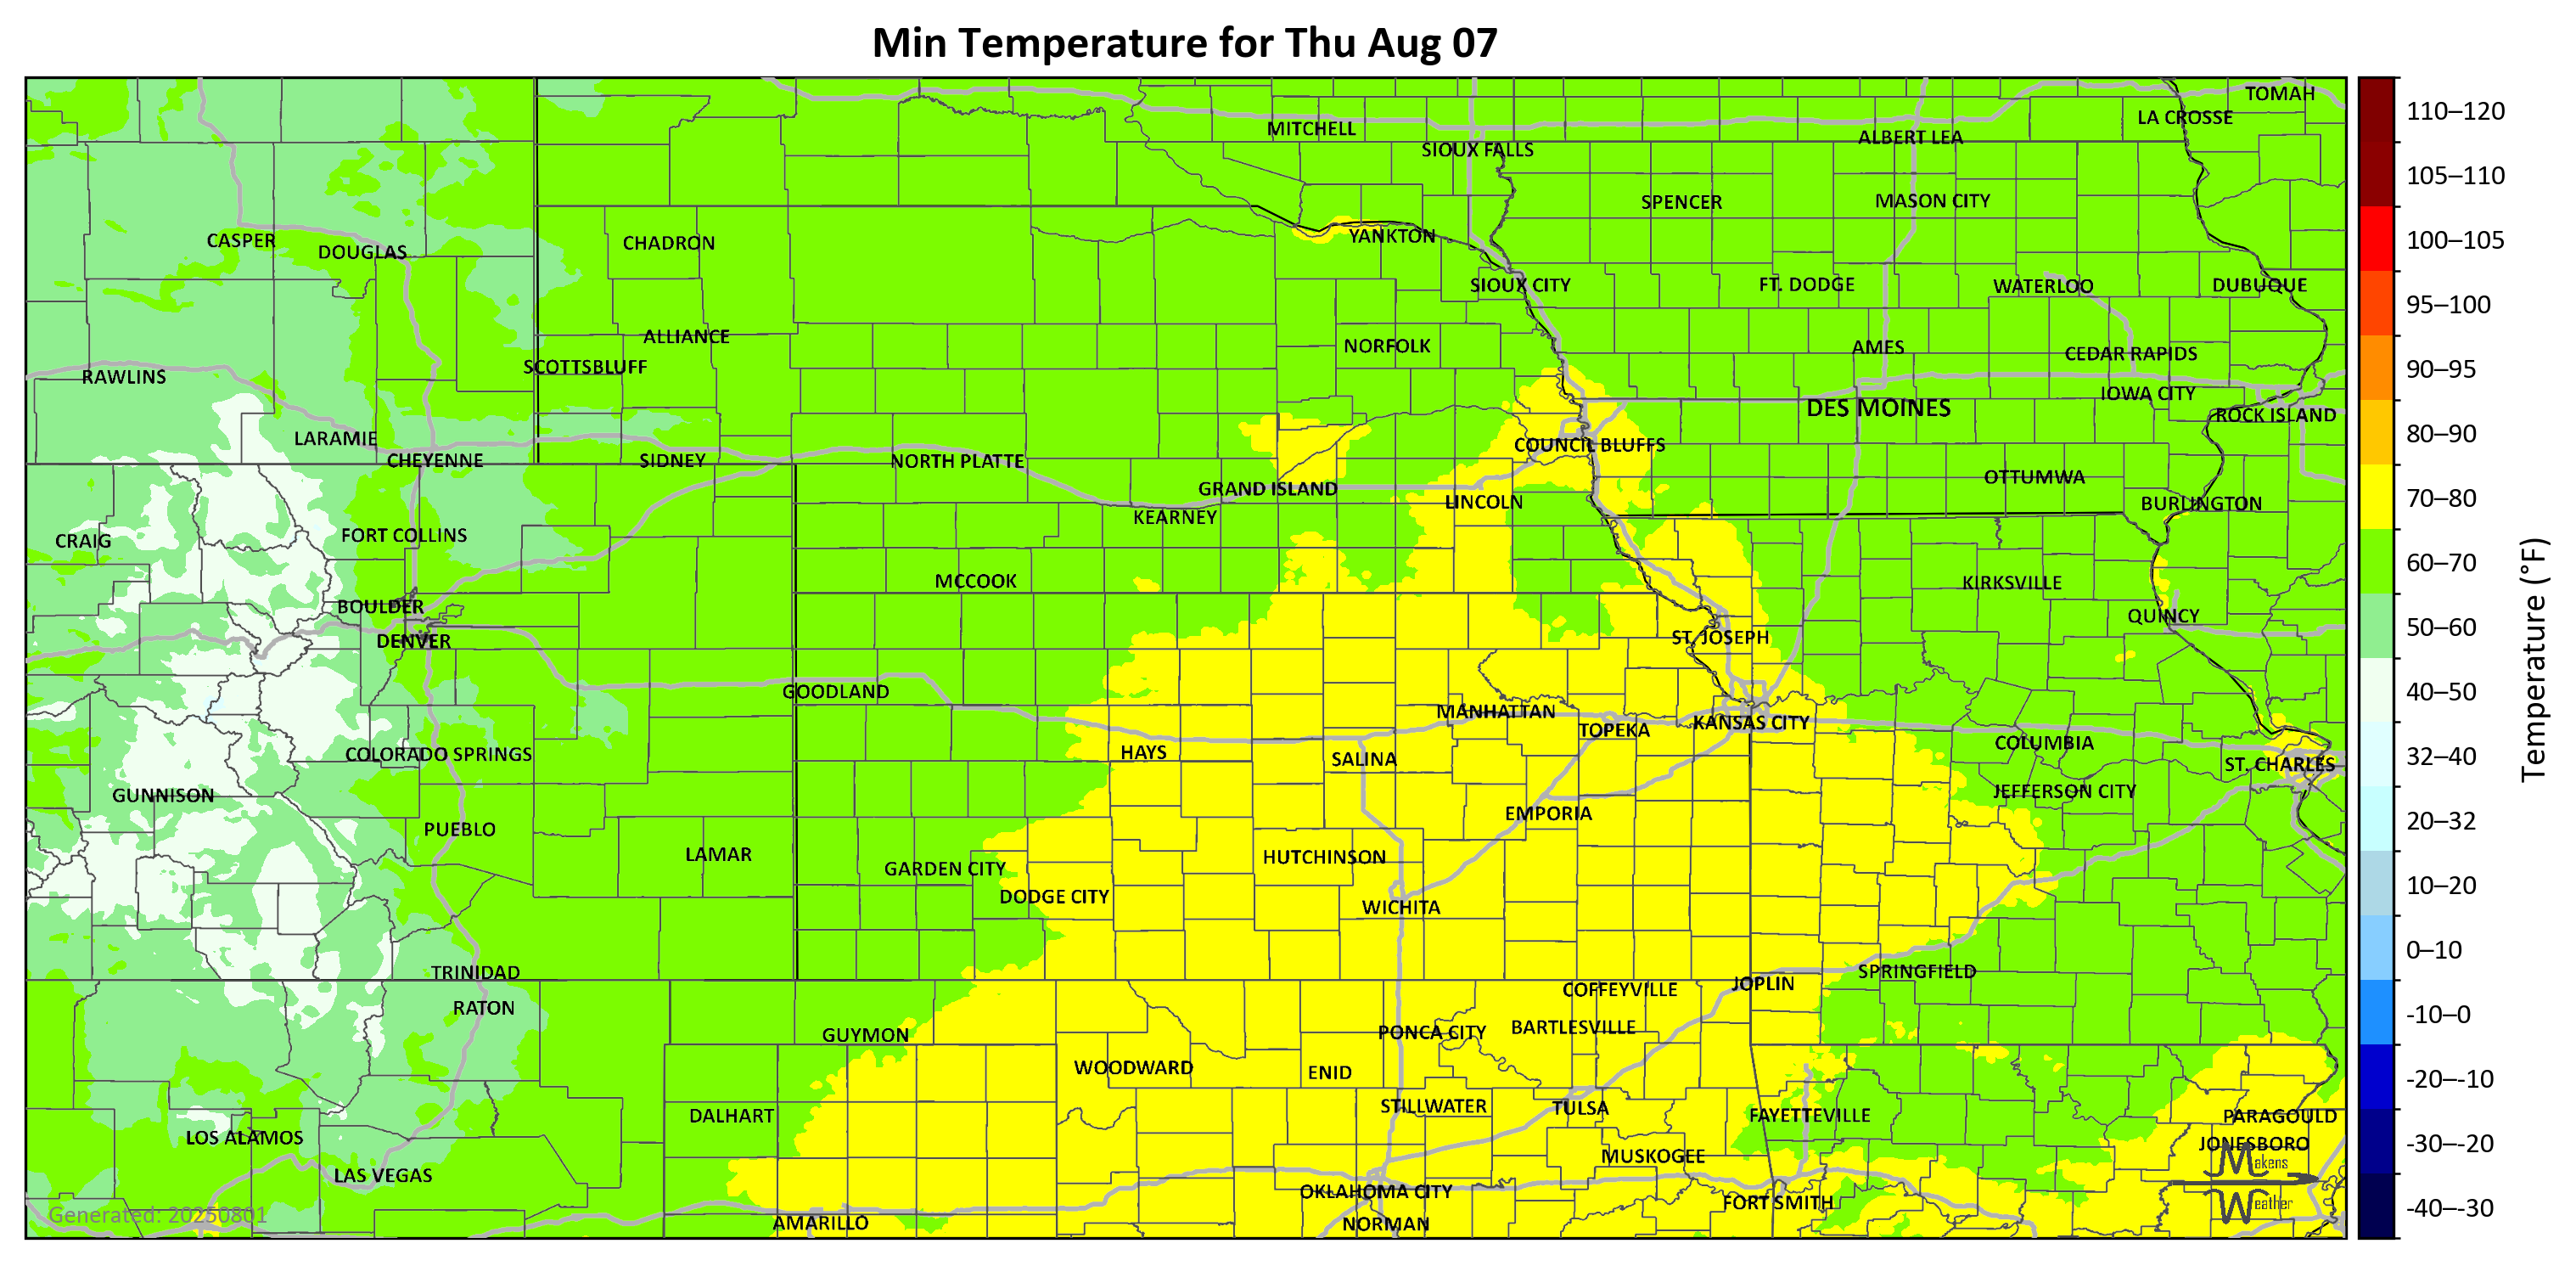 Min Temperature for Thu Aug 07
TOMAH
LA CROSSE
MITCHELL
ALBERT LEA
SIOUX FALLS
SPENCER
MASON CITY
CASPER
DOUGLAS
CHADRON
YANKTON
SIOUX CITY
FT. DODGE
WATERLOO
DUBUQUE
ALLIANCE
NORFOLK
AMES
CEDAR RAPIDS
SCOTTSBLUFF
RAWLINS
IOWA CITY
DES MOINES
ROCK ISLAND
LARAMIE
COUNCIL BLUFFS
CHEYENNE
SIDNEY
NORTH PLATTE
OTTUMWA
GRAND ISLAND
LINCOLN
BURLINGTON
KEARNEY
CRAIG
FORT COLLINS
MCCOOK
KIRKSVILLE
BOULDER
QUINCY
DENVER
ST. JOSEPH
GOODLAND
MANHATTAN
TOPEKA
KANSAS CITY
COLUMBIA
COLORADO SPRINGS
HAYS
SALINA
ST. CHARLES
GUNNISON
JEFFERSON CITY
EMPORIA
PUEBLO
LAMAR
HUTCHINSON
GARDEN CITY
DODGE CITY
WICHITA
TRINIDAD
SPRINGFIELD
JOPLIN
COFFEYVILLE
RATON
GUYMON
PONCA CITY
BARTLESVILLE
WOODWARD
ENID
DALHART
STILLWATER
TULSA
FAYETTEVILLE
PARAGOULD
LOS ALAMOS
JONESBORO
MUSKOGEE
LAS VEGAS
OKLAHOMA CITY
FORT SMITH
AMARILLO
NORMAN
Makens
Weather
Generated: 20250801
110–120
105–110
100–105
95–100
90–95
80–90
70–80
60–70
50–60
40–50
32–40
20–32
10–20
0–10
-10–0
-20–-10
-30–-20
-40–-30
Temperature (°F)